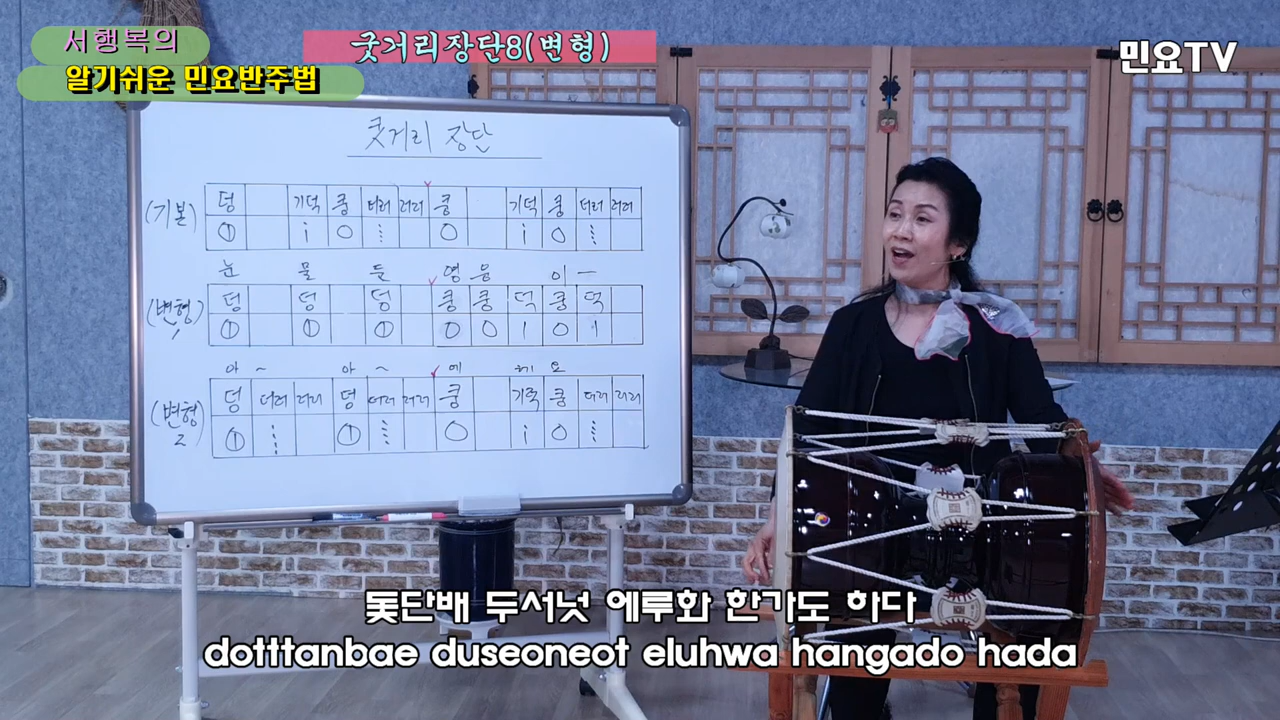 서행복의
알기쉬운 민요반주법
굿거리장단8(변형)
민요TV
굿거리 장단
(기본) 덩 기덕 쿵 더러 러러 쿵 기덕 쿵 더러 러러
눈 물 든 영 웅 이 ー
(변형1) 덩 덩 덩 쿵 쿵 덕 쿵 덕
아 ~ 아 ~ 에 헤 요
(변형2) 덩 더러 러러 덩 더러 러러 쿵 기덕 쿵 더러 러러
돛단배 두서넛 에루화 한가도 하다
dotttanbae duseoneot eluhwa hangado hada